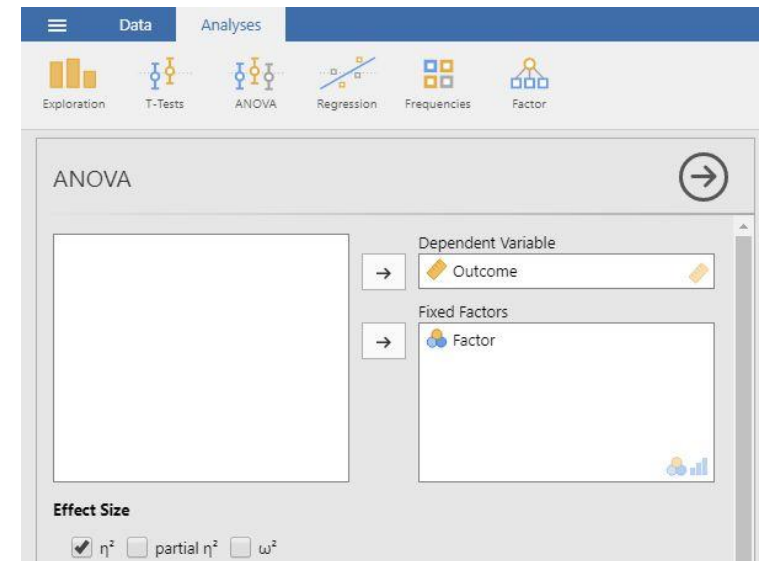 Data Analyses
Exploration T-Tests ANOVA Regression Frequencies Factor
ANOVA
Dependent Variable
Outcome
Fixed Factors
Factor
Effect Size
η² partial η² ω²